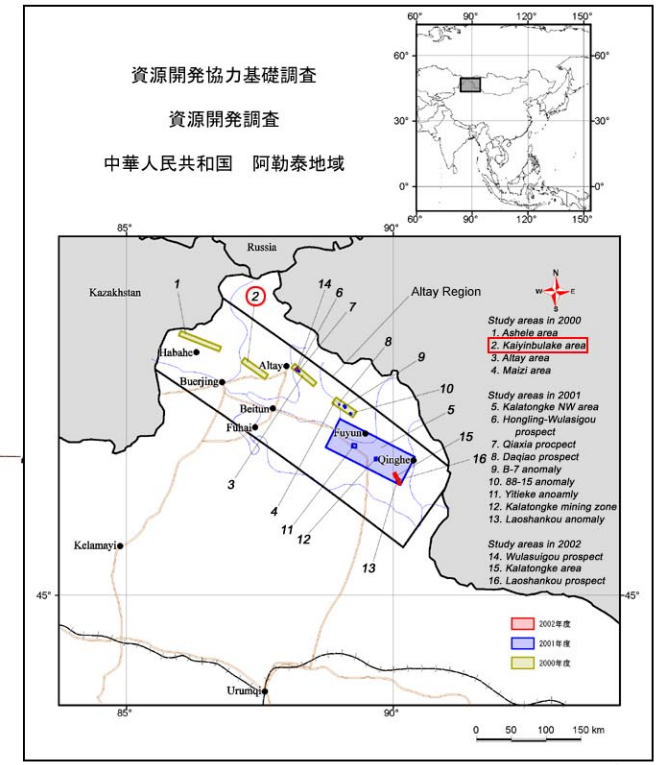 資源開発協力基礎調査
資源開発調査
中華人民共和国 阿勒泰地域
60° 90° 120° 150°
60° 60°
30° 30°
0° 0°
60° 90° 120° 150°
85° 90°
Russia
Kazakhstan
Altay Region
1
2
14
6
7
8
9
10
5
15
16
3
4
11
12
13
Habahe
Altay
Buerjing
Beitun
Fuhai
Fuyun
Qinghe
Kelamayi
Urumqi
N
W E
S
Study areas in 2000
1. Ashele area
2. Kaiyinbulake area
3. Altay area
4. Maizi area
Study areas in 2001
5. Kalatongke NW area
6. Hongling-Wulasigou
prospect
7. Qiaxia procpect
8. Daqiao prospect
9. B-7 anomaly
10. 88-15 anomaly
11. Yitieke anoamly
12. Kalatongke mining zone
13. Laoshankou anomaly
Study areas in 2002
14. Wulasuigou prospect
15. Kalatongke area
16. Laoshankou prospect
45° 45°
2002年度
2001年度
2000年度
85° 90°
0 50 100 150 km